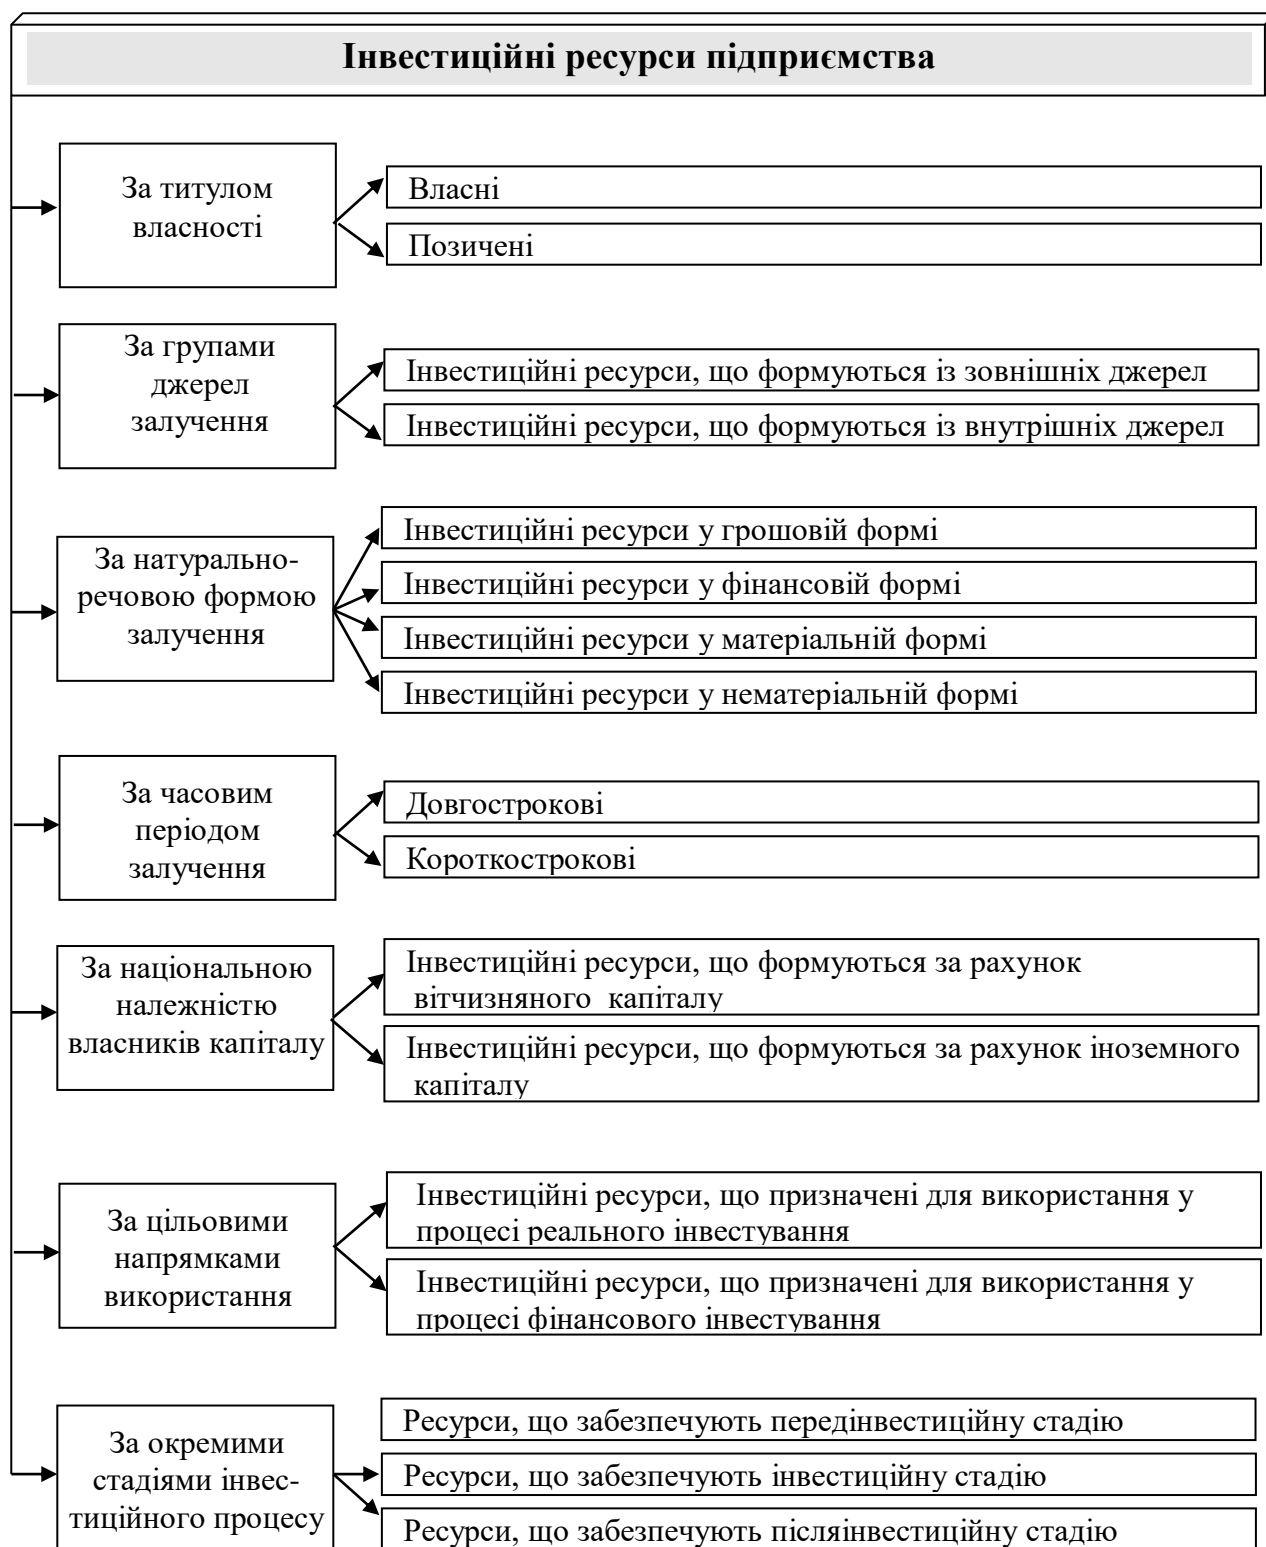 Інвестиційні ресурси підприємства
За титулом
власності
Власні
Позичені
За групами
джерел
залучення
Інвестиційні ресурси, що формуються із зовнішніх джерел
Інвестиційні ресурси, що формуються із внутрішніх джерел
За натурально-
речовою формою
залучення
Інвестиційні ресурси у грошовій формі
Інвестиційні ресурси у фінансовій формі
Інвестиційні ресурси у матеріальній формі
Інвестиційні ресурси у нематеріальній формі
За часовим
періодом
залучення
Довгострокові
Короткострокові
За національною
належністю
власників капіталу
Інвестиційні ресурси, що формуються за рахунок
вітчизняного капіталу
Інвестиційні ресурси, що формуються за рахунок іноземного
капіталу
За цільовими
напрямками
використання
Інвестиційні ресурси, що призначені для використання у
процесі реального інвестування
Інвестиційні ресурси, що призначені для використання у
процесі фінансового інвестування
За окремими
стадіями інвес-
тиційного процесу
Ресурси, що забезпечують передінвестиційну стадію
Ресурси, що забезпечують інвестиційну стадію
Ресурси, що забезпечують післяінвестиційну стадію